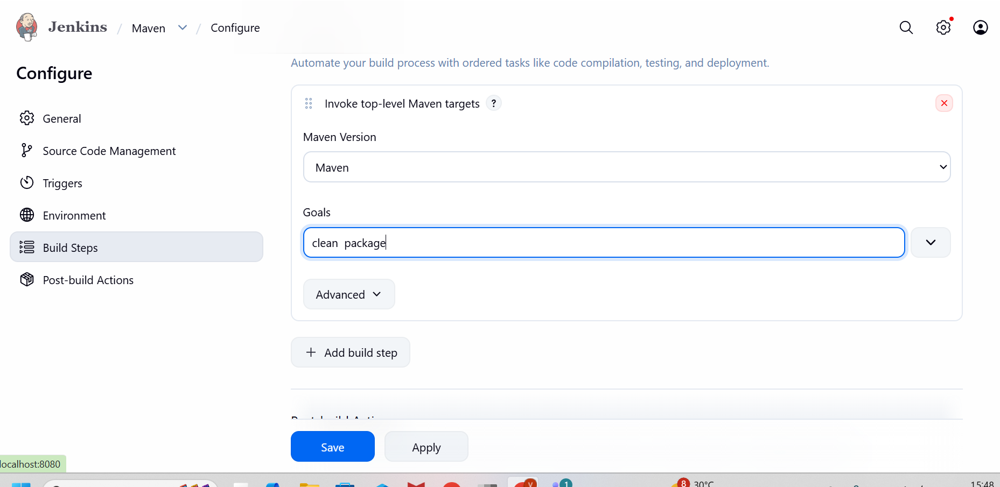 Jenkins / Maven / Configure
Configure
General
Source Code Management
Triggers
Environment
Build Steps
Post-build Actions
Automate your build process with ordered tasks like code compilation, testing, and deployment.
Invoke top-level Maven targets ?
Maven Version
Maven
Goals
clean  package
Advanced
Add build step
Save
Apply
localhost:8080
V
1
8
30°C
15:48